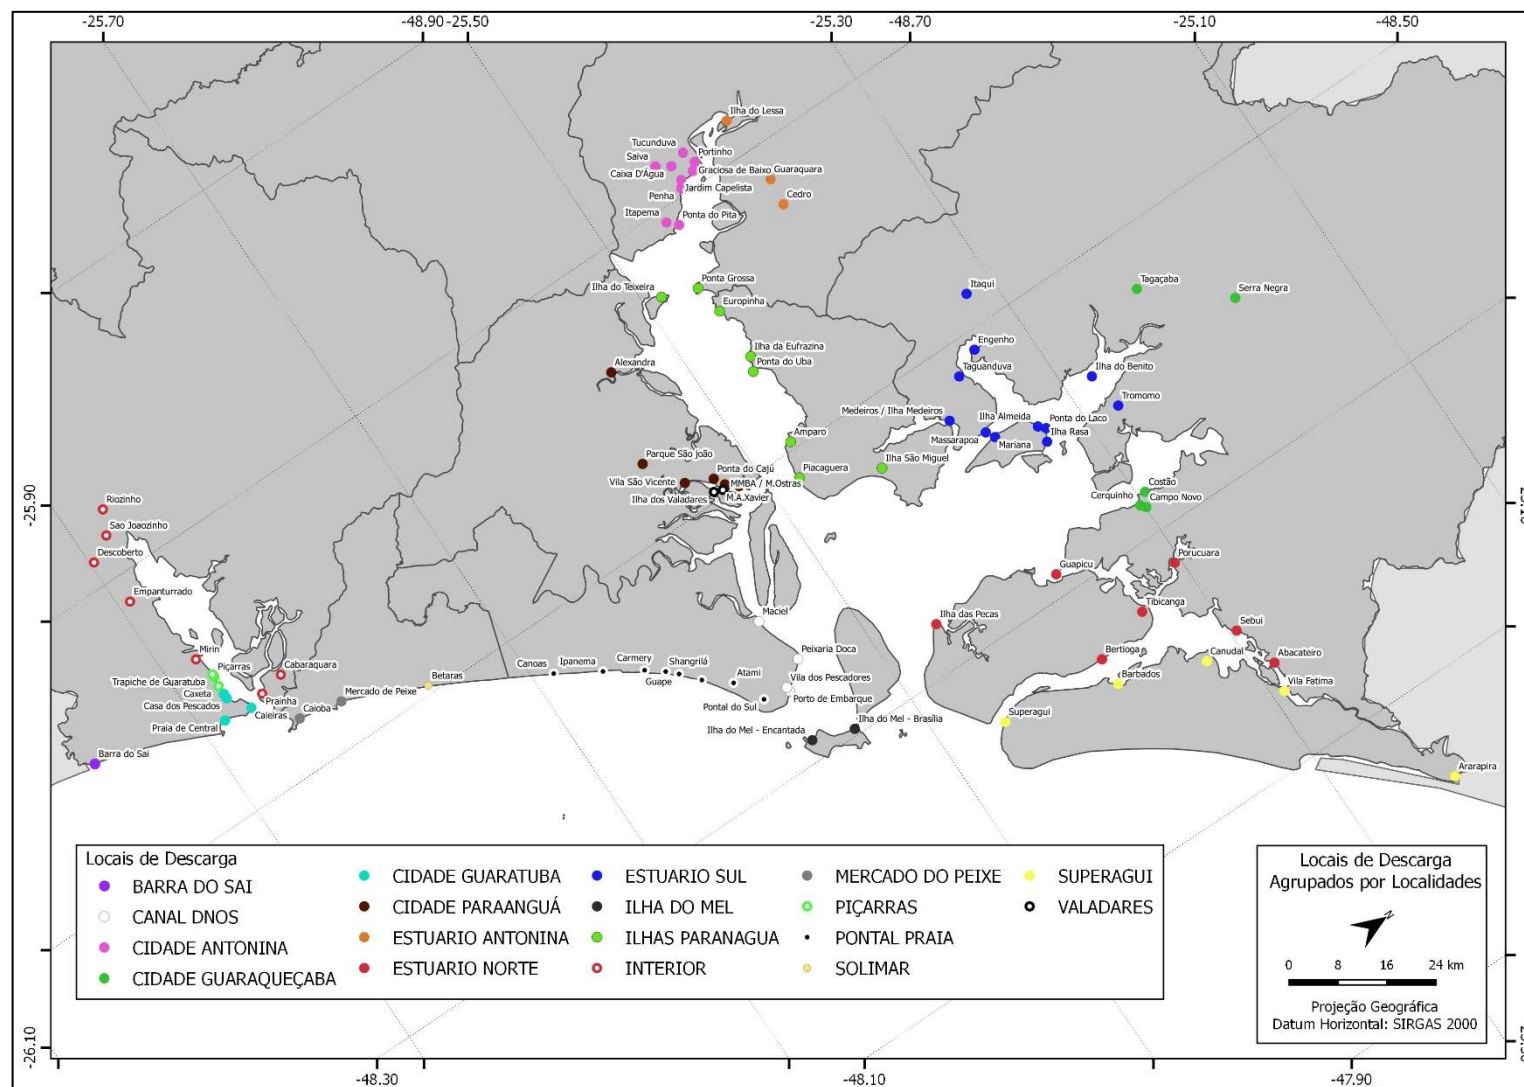 -25.70
-48.90
-25.50
-25.30
-48.70
-25.10
-48.50
Ilha do Lessa
Tucunduva
Portinho
Saiva
Graciosa de Baixo
Guaraquara
Caixa D'Água
Jardim Capelista
Penha
Cedro
Itapema
Ponta do Pita
Ilha do Teixeira
Ponta Grossa
Europinha
Itaqui
Tagaçaba
Serra Negra
Engenho
Ilha da Eufrazina
Ponta do Uba
Alexandra
Taguanduva
Ilha do Benito
Tromomo
Medeiros / Ilha Medeiros
Ilha Almeida
Ponta do Laco
Ilha Rasa
Massarapoa
Mariana
Amparo
Parque São joão
Ponta do Cajú
Piacaguera
Ilha São Miguel
Vila São Vicente
MMBA / M.Ostras
Ilha dos Valadares
M.A.Xavier
Costão
Cerquinho
Campo Novo
-25.90
Riozinho
Sao Joaozinho
Descoberto
Empanturrado
Porucuara
Guapicu
Maciel
Ilha das Pecas
Tibicanga
Sebui
Mirin
Piçarras
Cabaraquara
Canoas
Ipanema
Carmery
Shangrilá
Peixaria Doca
Bertioga
Canudal
Abacateiro
Trapiche de Guaratuba
Betaras
Guape
Atami
Vila dos Pescadores
Barbados
Vila Fatima
Caxeta
Prainha
Mercado de Peixe
Casa dos Pescados
Caioba
Pontal do Sul
Porto de Embarque
Caieiras
Praia de Central
Ilha do Mel - Encantada
Ilha do Mel - Brasília
Superagui
Barra do Sai
Ararapira
Locais de Descarga
BARRA DO SAI
CANAL DNOS
CIDADE ANTONINA
CIDADE GUARAQUEÇABA
CIDADE GUARATUBA
CIDADE PARAANGUÁ
ESTUARIO ANTONINA
ESTUARIO NORTE
ESTUARIO SUL
ILHA DO MEL
ILHAS PARANAGUA
INTERIOR
MERCADO DO PEIXE
PIÇARRAS
PONTAL PRAIA
SOLIMAR
SUPERAGUI
VALADARES
Locais de Descarga
Agrupados por Localidades
N
0 8 16 24 km
Projeção Geográfica
Datum Horizontal: SIRGAS 2000
-26.10
-48.30
-48.10
-47.90